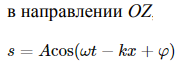 в направлении OZ,
s = Acos(ωt − kx + φ)